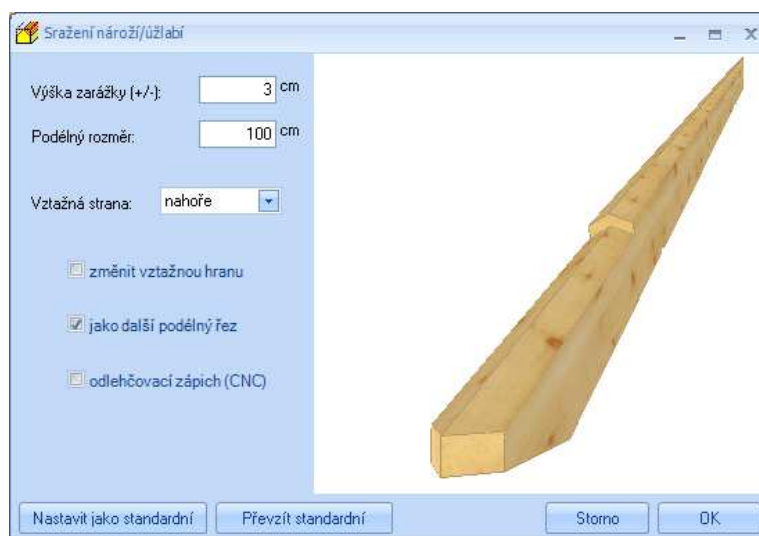 Sražení nároží/úžlabí
Výška zarážky (+/-): 3 cm
Podélný rozměr: 100 cm
Vztažná strana: nahoře
změnit vztažnou hranu
jako další podélný řez
odlehčovací zápich (CNC)
Nastavit jako standardní Převzít standardní Storno OK